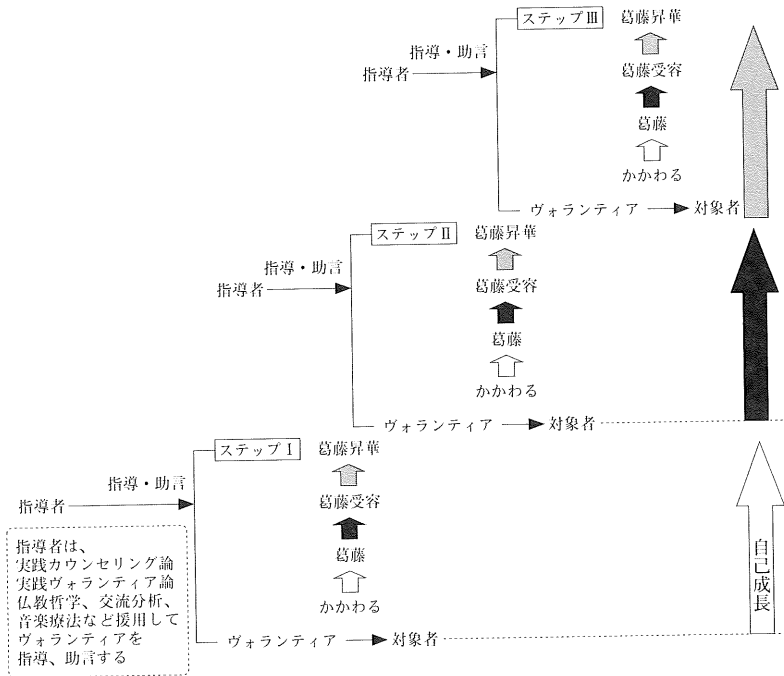 ステップⅢ
葛藤昇華
指導・助言
指導者
葛藤受容
葛藤
かかわる
ヴォランティア
対象者
ステップⅡ
葛藤昇華
指導・助言
指導者
葛藤受容
葛藤
かかわる
ヴォランティア
対象者
ステップⅠ
葛藤昇華
指導・助言
指導者
葛藤受容
葛藤
かかわる
ヴォランティア
対象者
指導者は、
実践カウンセリング論
実践ヴォランティア論
仏教哲学、交流分析、
音楽療法など援用して
ヴォランティアを
指導、助言する
自己成長